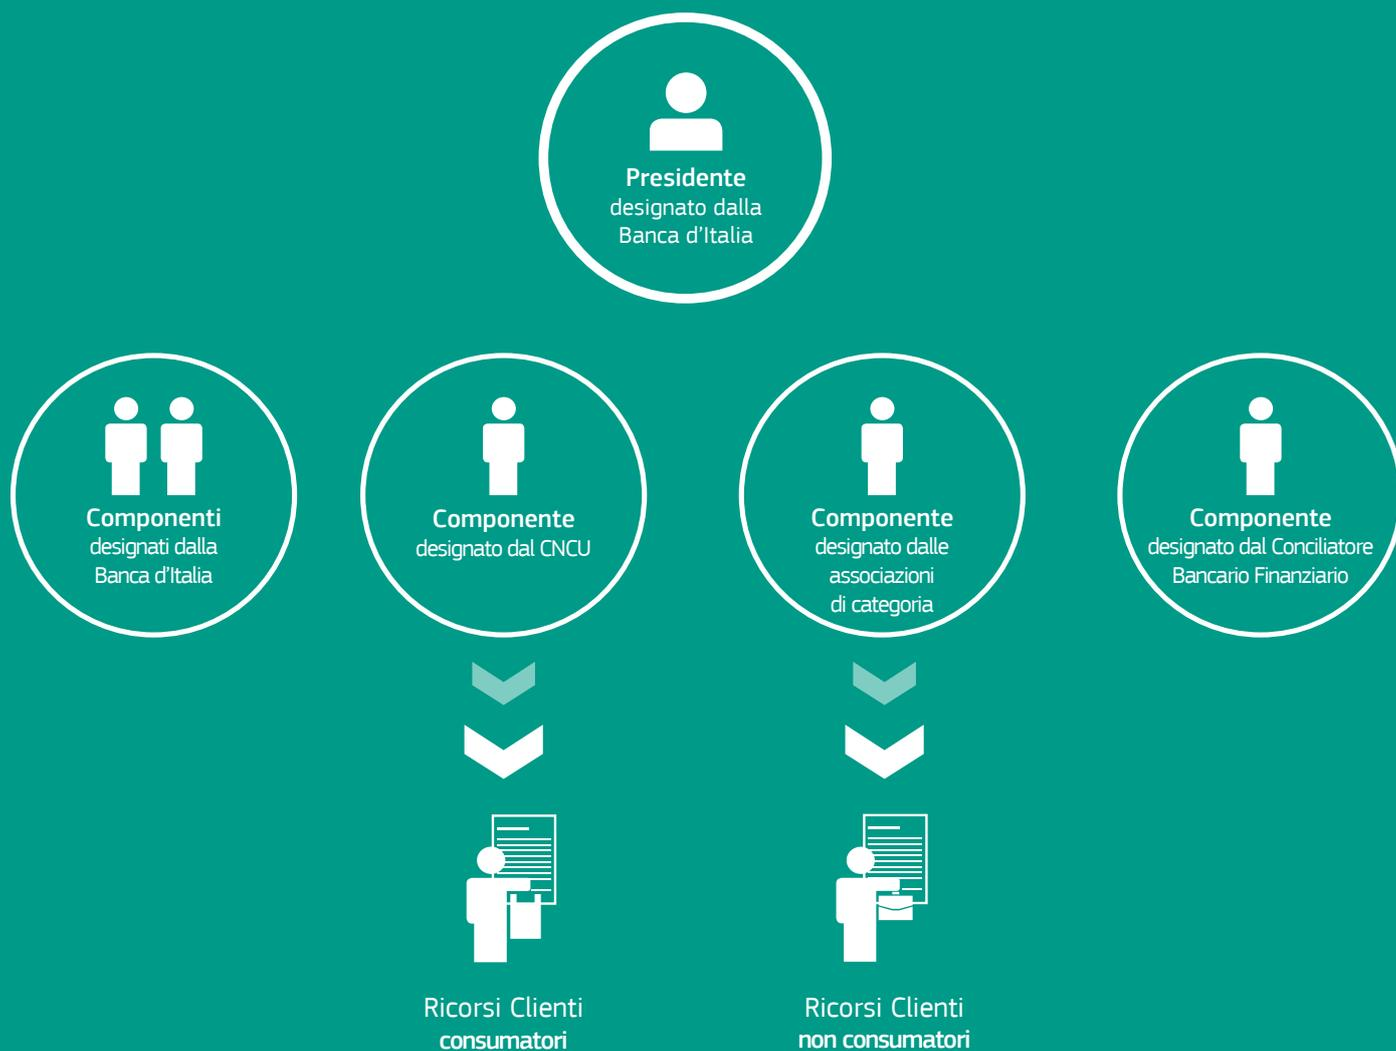 Presidente
designato dalla
Banca d'Italia
Componenti
designati dalla
Banca d'Italia
Componente
designato dal CNCU
Componente
designato dalle
associazioni
di categoria
Componente
designato dal Conciliatore
Bancario Finanziario
Ricorsi Clienti
consumatori
Ricorsi Clienti
non consumatori